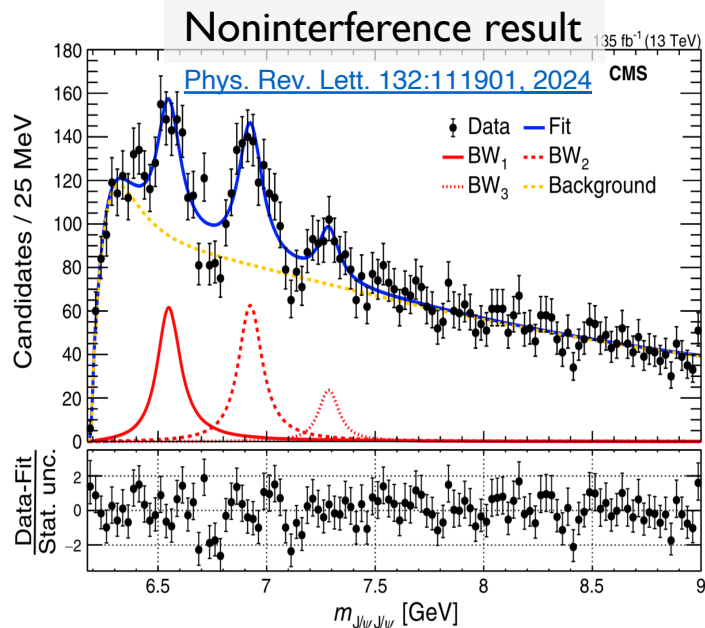 Noninterference result
Phys. Rev. Lett. 132:111901, 2024
135 fb⁻¹ (13 TeV)
CMS
Data
Fit
BW₁
BW₂
BW₃
Background
Candidates / 25 MeV
180
160
140
120
100
80
60
40
20
0
Data-Fit
Stat. unc.
2
0
−2
6.5 7 7.5 8 8.5 9
m_J/ψJ/ψ [GeV]